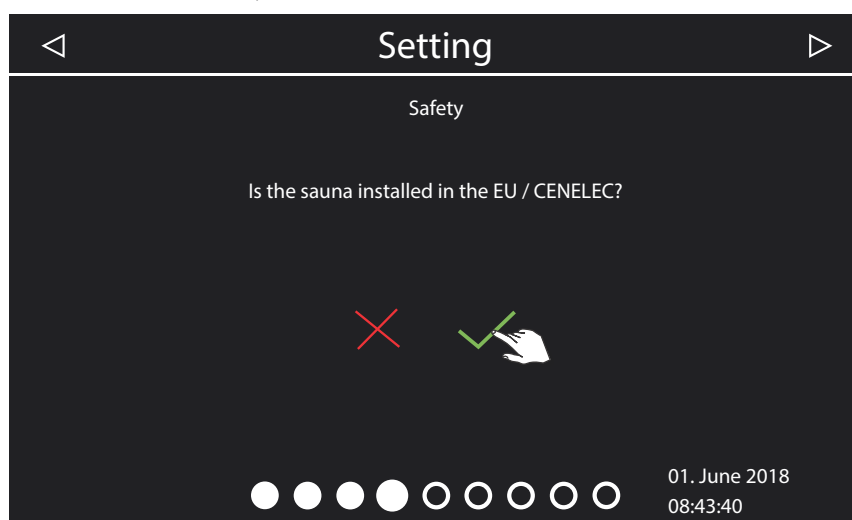 Setting
Safety
Is the sauna installed in the EU / CENELEC?
01. June 2018
08:43:40